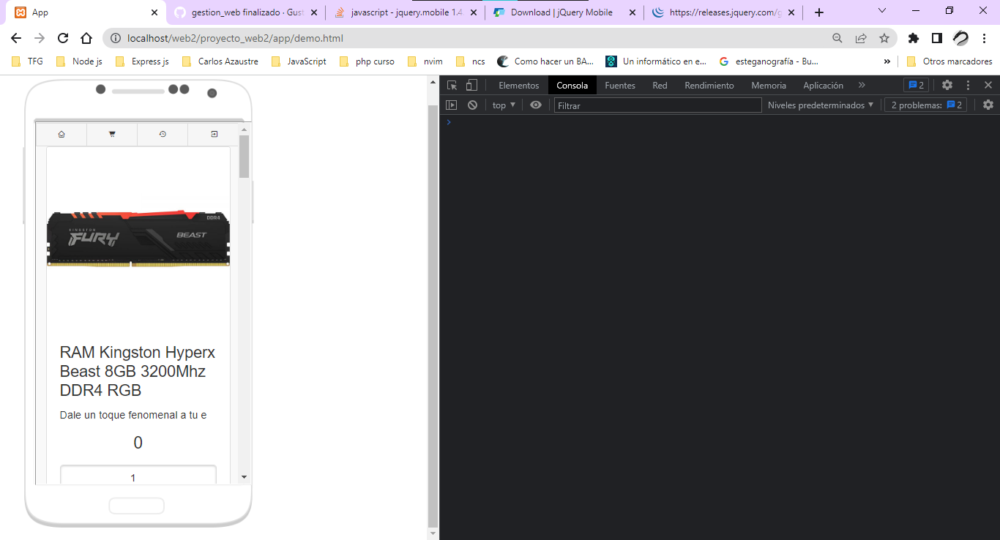 App
gestion_web finalizado · Gust
javascript - jquery.mobile 1.4.
Download | jQuery Mobile
https://releases.jquery.com/g
localhost/web2/proyecto_web2/app/demo.html
TFG
Node js
Express js
Carlos Azaustre
JavaScript
php curso
nvim
ncs
Como hacer un BA...
Un informático en e...
esteganografía - Bu...
»
Otros marcadores
Elementos
Consola
Fuentes
Red
Rendimiento
Memoria
Aplicación
»
2
top
Filtrar
Niveles predeterminados
2 problemas:
2
KINGSTON
FURY
BEAST
DDR4
RAM Kingston Hyperx
Beast 8GB 3200Mhz
DDR4 RGB
Dale un toque fenomenal a tu e
0
1